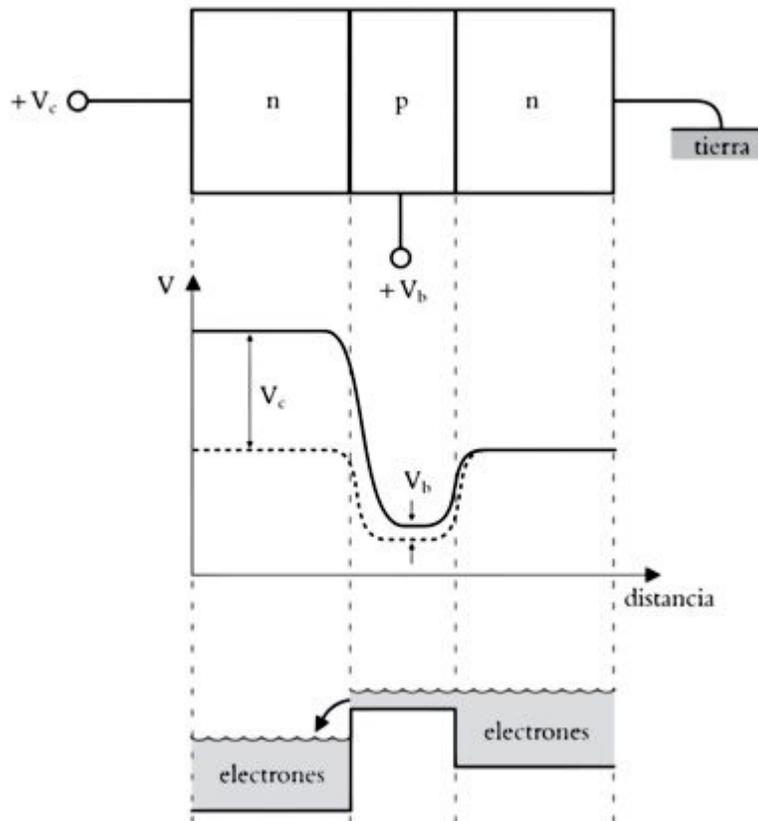 n
p
n
+ V_c
tierra
+ V_b
V
V_c
V_b
distancia
electrones
electrones